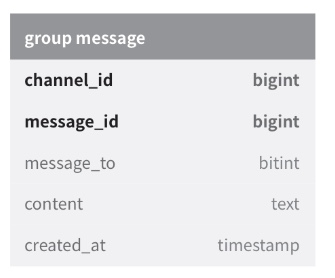 group message
channel_id bigint
message_id bigint
message_to bitint
content text
created_at timestamp